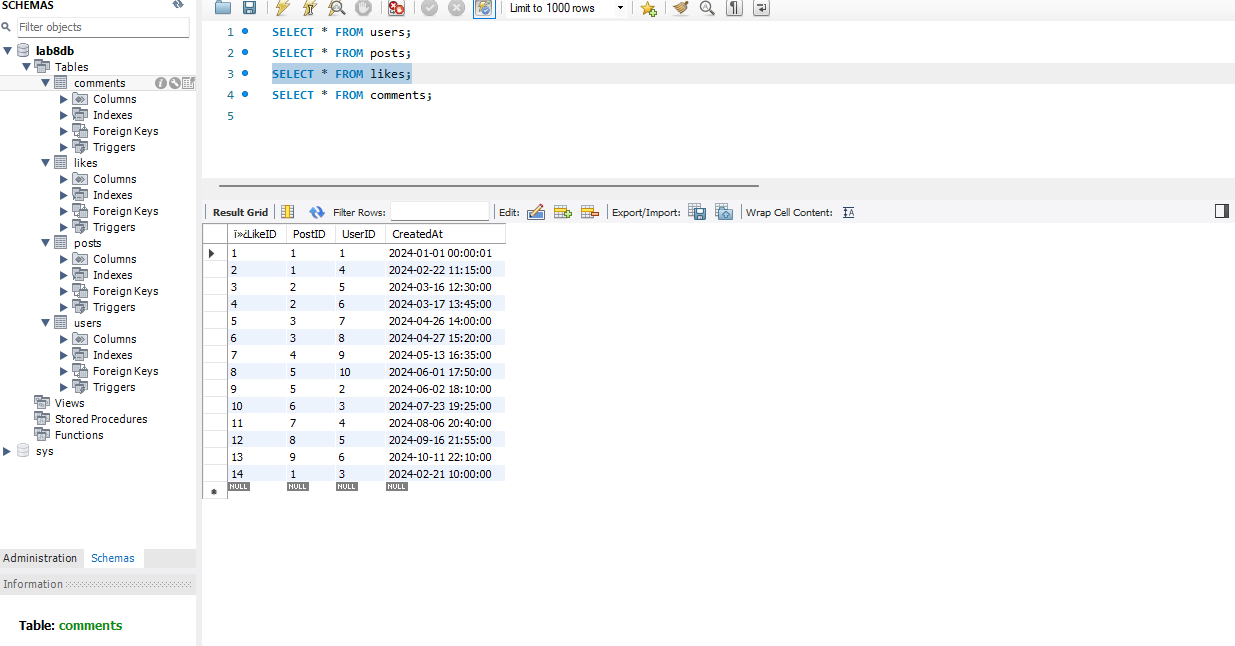 SCHEMAS
Filter objects
lab8db
Tables
comments
Columns
Indexes
Foreign Keys
Triggers
likes
Columns
Indexes
Foreign Keys
Triggers
posts
Columns
Indexes
Foreign Keys
Triggers
users
Columns
Indexes
Foreign Keys
Triggers
Views
Stored Procedures
Functions
sys
Administration Schemas
Information
Table: comments
Limit to 1000 rows
1 SELECT * FROM users;
2 SELECT * FROM posts;
3 SELECT * FROM likes;
4 SELECT * FROM comments;
5
Result Grid Filter Rows: Edit: Export/Import: Wrap Cell Content:
ï»¿LikeID PostID UserID CreatedAt
1 1 1 2024-01-01 00:00:01
2 1 4 2024-02-22 11:15:00
3 2 5 2024-03-16 12:30:00
4 2 6 2024-03-17 13:45:00
5 3 7 2024-04-26 14:00:00
6 3 8 2024-04-27 15:20:00
7 4 9 2024-05-13 16:35:00
8 5 10 2024-06-01 17:50:00
9 5 2 2024-06-02 18:10:00
10 6 3 2024-07-23 19:25:00
11 7 4 2024-08-06 20:40:00
12 8 5 2024-09-16 21:55:00
13 9 6 2024-10-11 22:10:00
14 1 3 2024-02-21 10:00:00
NULL NULL NULL NULL